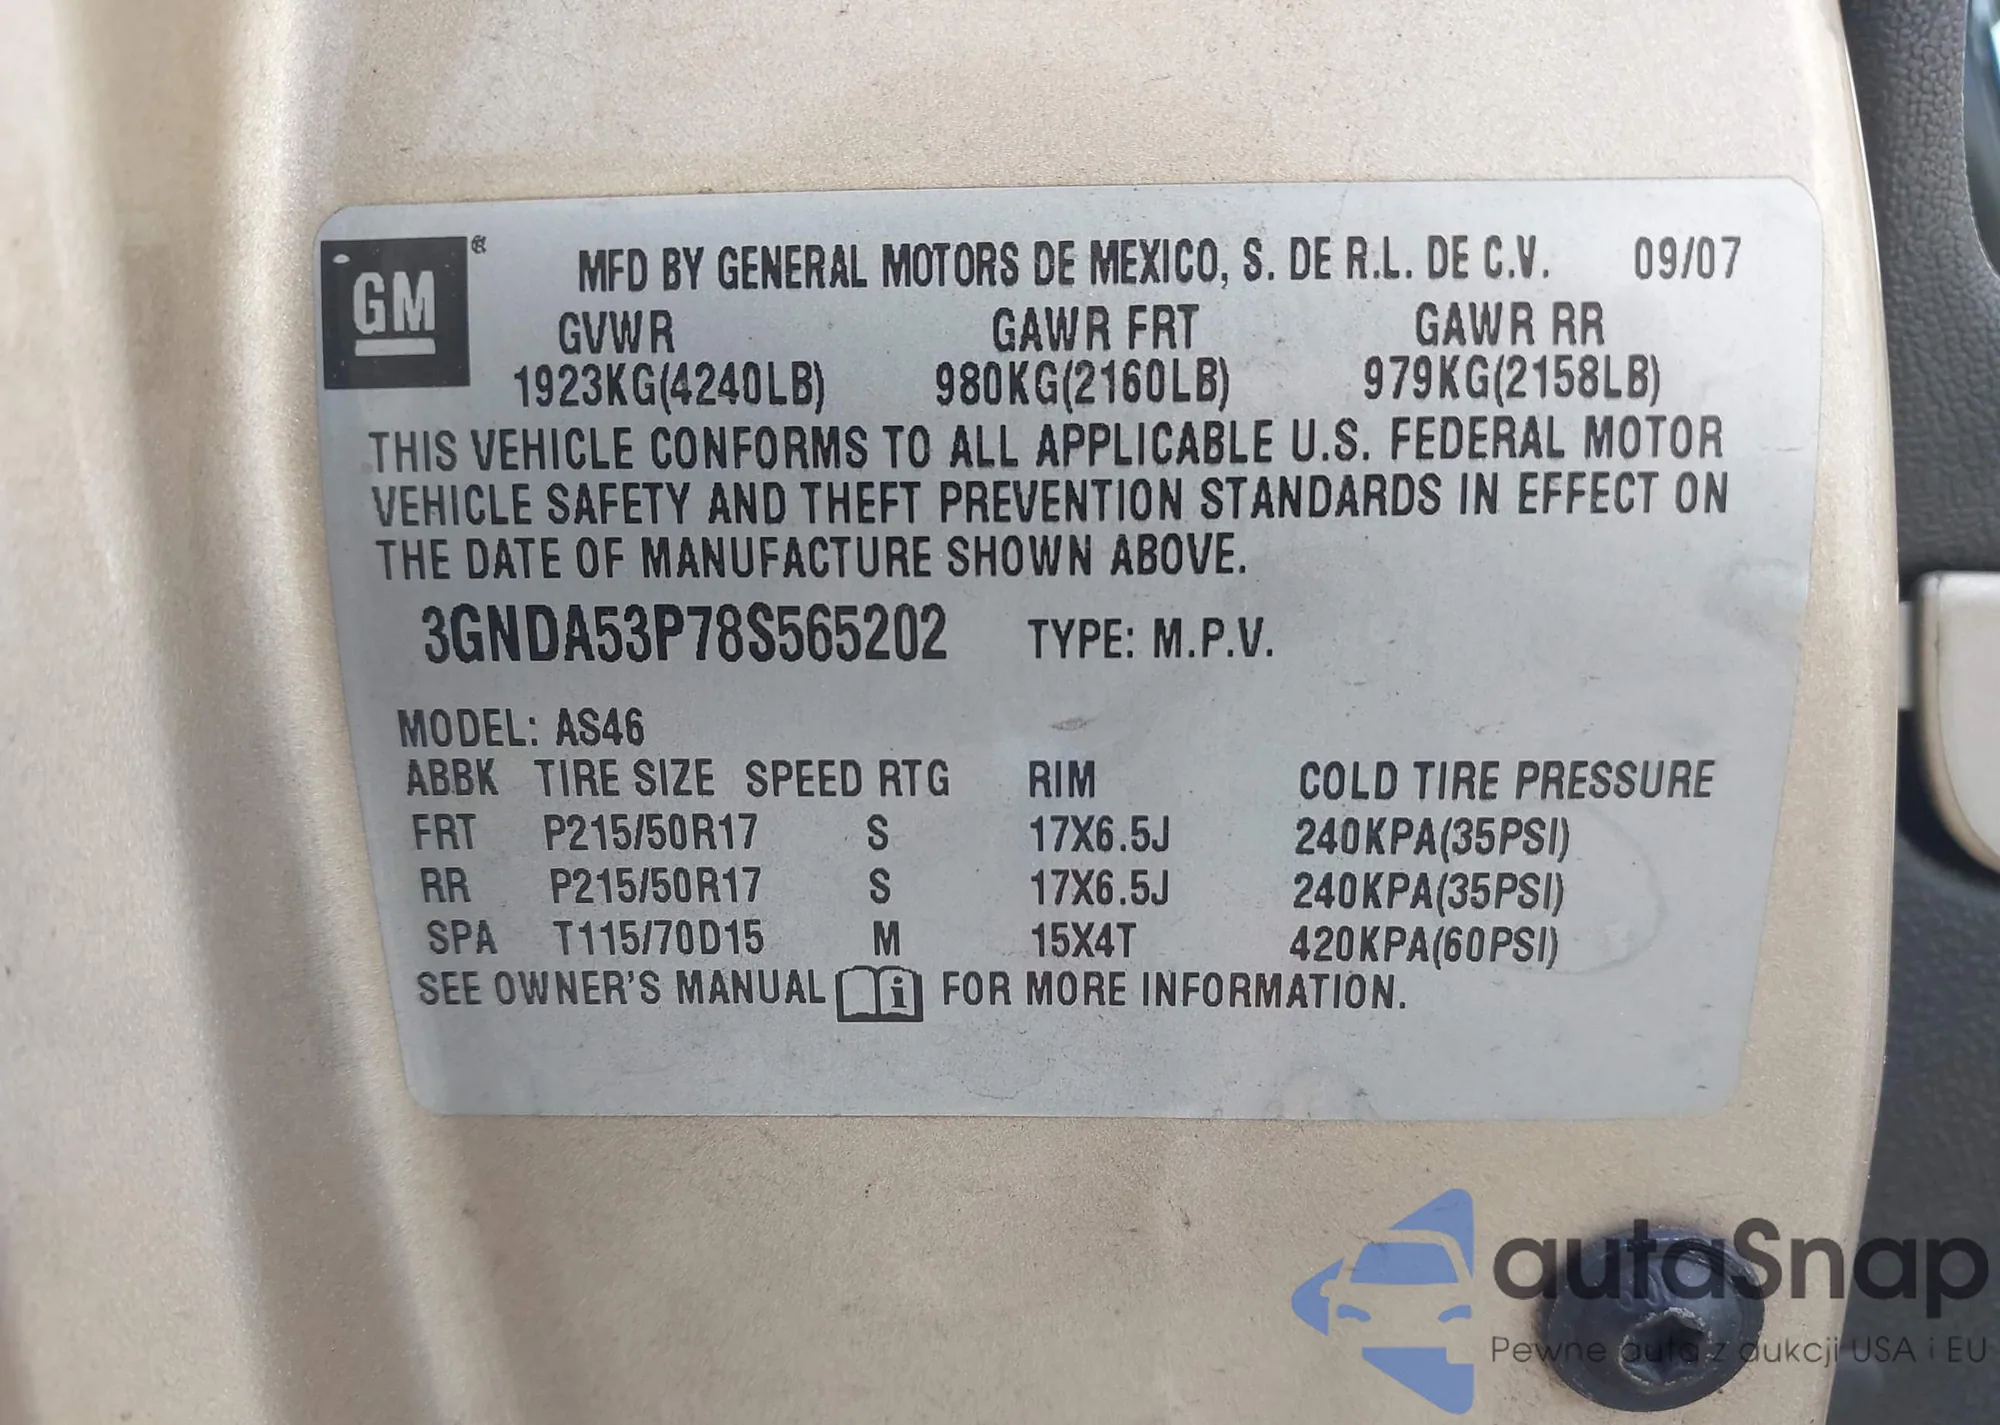 GM ®
MFD BY GENERAL MOTORS DE MEXICO, S. DE R.L. DE C.V. 09/07
GVWR GAWR FRT GAWR RR
1923KG(4240LB) 980KG(2160LB) 979KG(2158LB)
THIS VEHICLE CONFORMS TO ALL APPLICABLE U.S. FEDERAL MOTOR
VEHICLE SAFETY AND THEFT PREVENTION STANDARDS IN EFFECT ON
THE DATE OF MANUFACTURE SHOWN ABOVE.
3GNDA53P78S565202 TYPE: M.P.V.
MODEL: AS46
ABBK TIRE SIZE SPEED RTG RIM COLD TIRE PRESSURE
FRT P215/50R17 S 17X6.5J 240KPA(35PSI)
RR P215/50R17 S 17X6.5J 240KPA(35PSI)
SPA T115/70D15 M 15X4T 420KPA(60PSI)
SEE OWNER'S MANUAL i FOR MORE INFORMATION.
autaSnap
Pewne auta z aukcji USA i EU